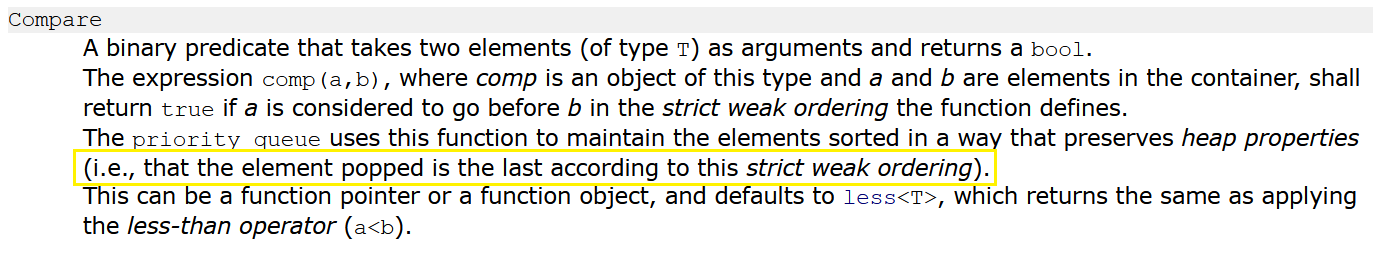 Compare
A binary predicate that takes two elements (of type T) as arguments and returns a bool.
The expression comp(a,b), where comp is an object of this type and a and b are elements in the container, shall
return true if a is considered to go before b in the strict weak ordering the function defines.
The priority_queue uses this function to maintain the elements sorted in a way that preserves heap properties
(i.e., that the element popped is the last according to this strict weak ordering).
This can be a function pointer or a function object, and defaults to less<T>, which returns the same as applying
the less-than operator (a<b).